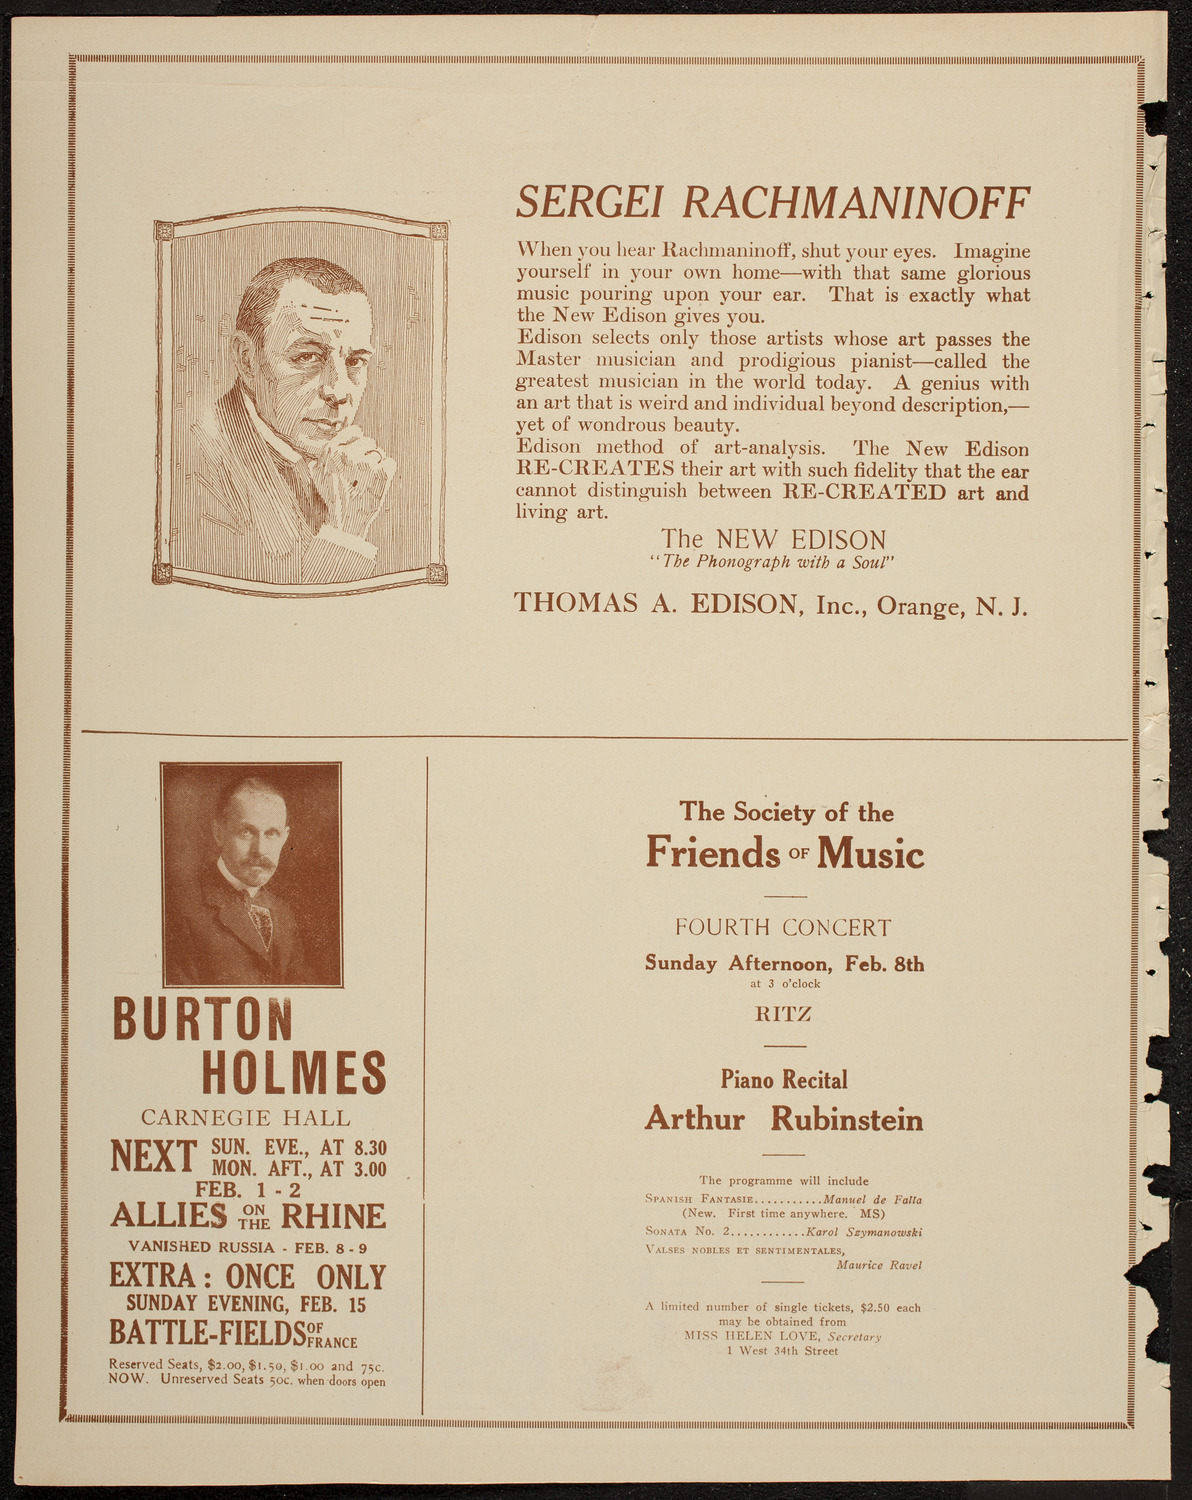 SERGEI RACHMANINOFF
When you hear Rachmaninoff, shut your eyes. Imagine
yourself in your own home—with that same glorious
music pouring upon your ear. That is exactly what
the New Edison gives you.
Edison selects only those artists whose art passes the
Master musician and prodigious pianist—called the
greatest musician in the world today. A genius with
an art that is weird and individual beyond description,—
yet of wondrous beauty.
Edison method of art-analysis. The New Edison
RE-CREATES their art with such fidelity that the ear
cannot distinguish between RE-CREATED art and
living art.
The NEW EDISON
"The Phonograph with a Soul"
THOMAS A. EDISON, Inc., Orange, N. J.
BURTON
HOLMES
CARNEGIE HALL
NEXT SUN. EVE., AT 8.30
MON. AFT., AT 3.00
FEB. 1 - 2
ALLIES ON THE RHINE
VANISHED RUSSIA - FEB. 8 - 9
EXTRA: ONCE ONLY
SUNDAY EVENING, FEB. 15
BATTLE-FIELDS OF FRANCE
Reserved Seats, $2.00, $1.50, $1.00 and 75c.
NOW. Unreserved Seats 50c. when doors open
The Society of the
Friends OF Music
FOURTH CONCERT
Sunday Afternoon, Feb. 8th
at 3 o'clock
RITZ
Piano Recital
Arthur Rubinstein
The programme will include
SPANISH FANTASIE...........Manuel de Falla
(New. First time anywhere. MS)
SONATA No. 2............Karol Szymanowski
VALSES NOBLES ET SENTIMENTALES,
Maurice Ravel
A limited number of single tickets, $2.50 each
may be obtained from
MISS HELEN LOVE, Secretary
1 West 34th Street